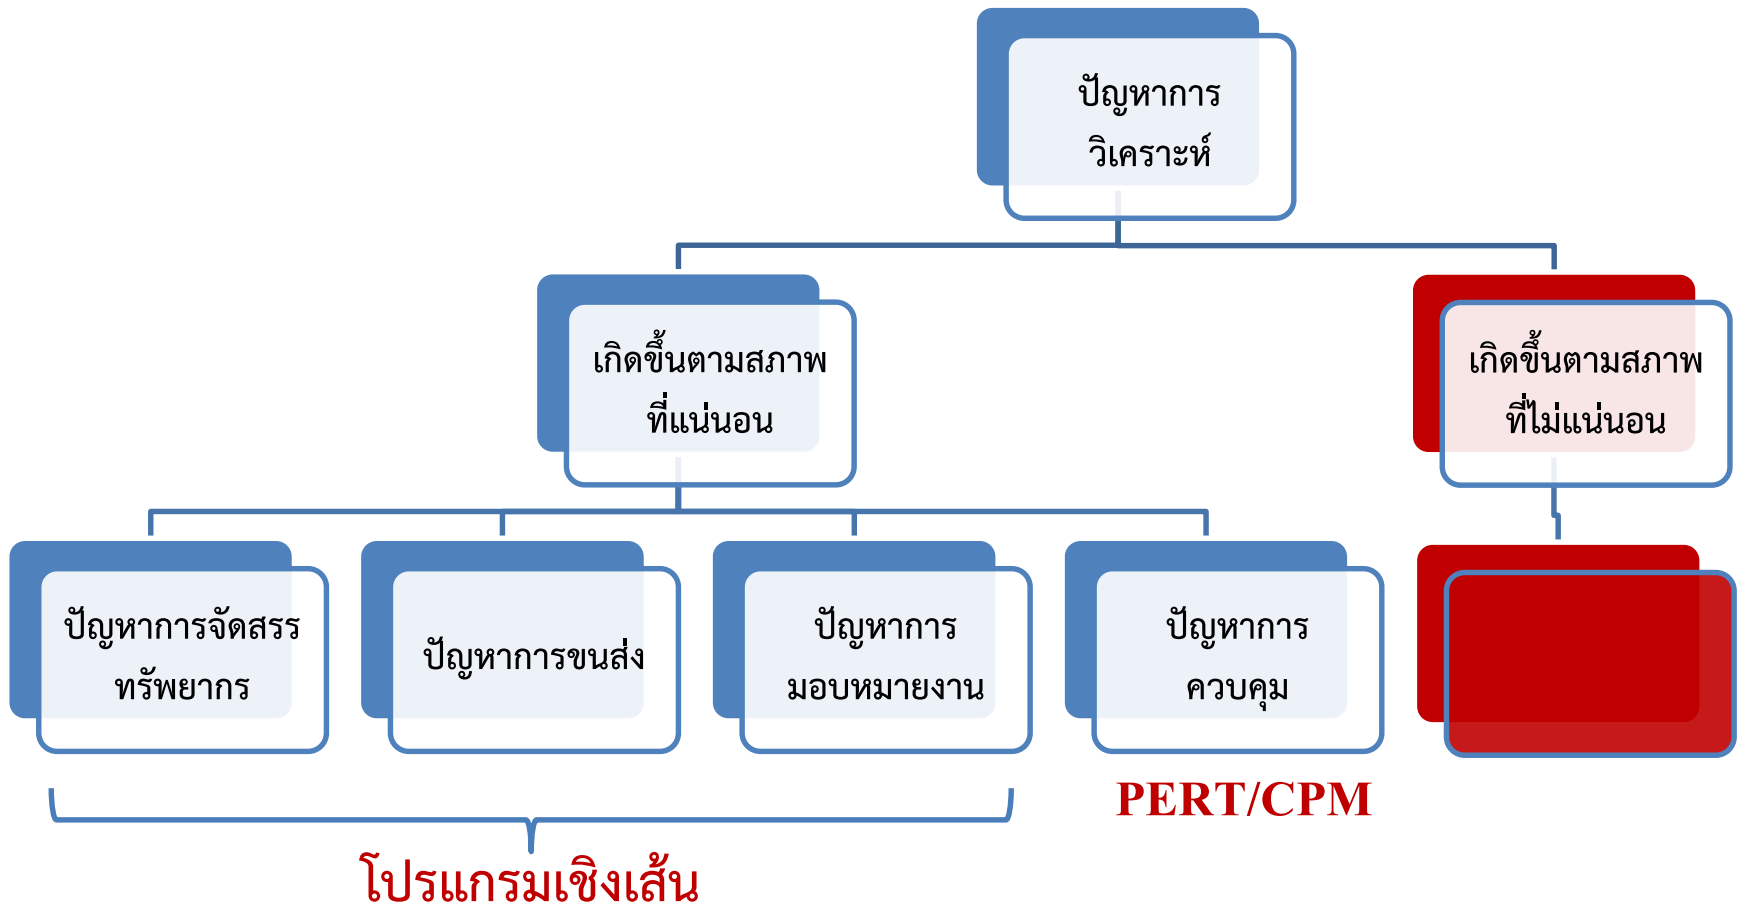 ปัญหาการ
วิเคราะห์
เกิดขึ้นตามสภาพ
ที่แน่นอน
เกิดขึ้นตามสภาพ
ที่ไม่แน่นอน
ปัญหาการจัดสรร
ทรัพยากร
ปัญหาการขนส่ง
ปัญหาการ
มอบหมายงาน
ปัญหาการ
ควบคุม
PERT/CPM
โปรแกรมเชิงเส้น